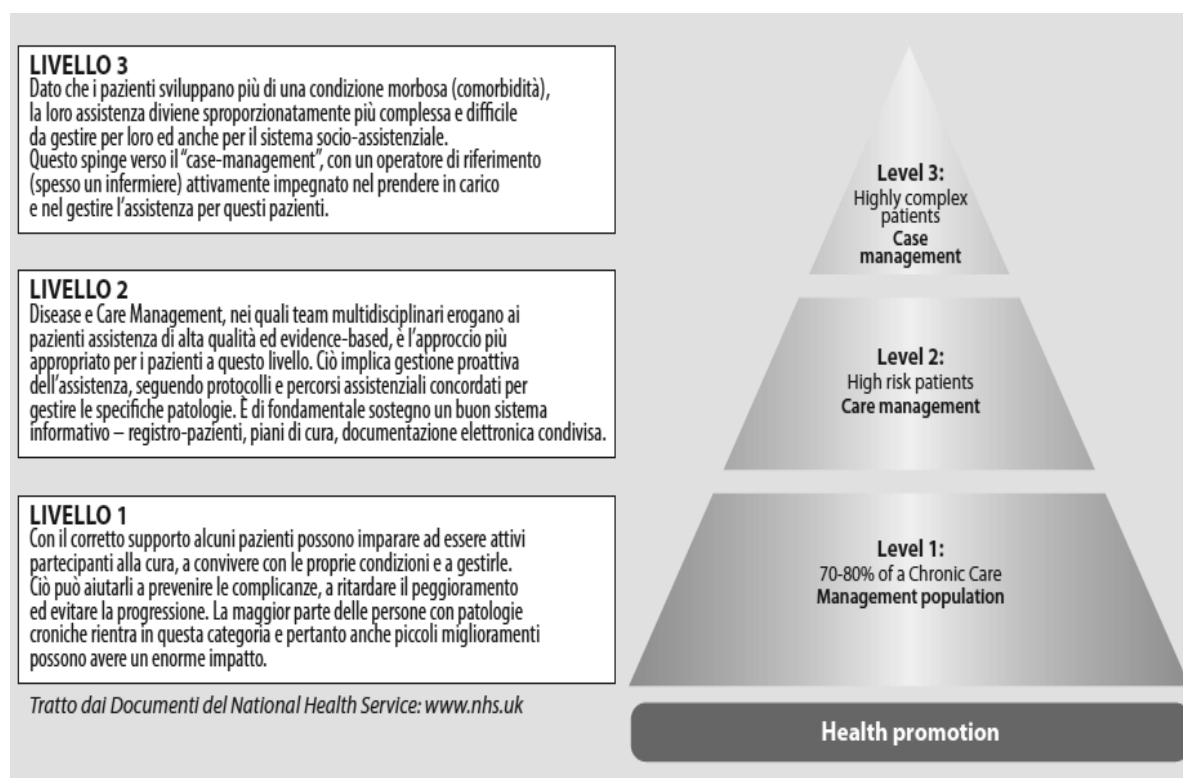 LIVELLO 3
Dato che i pazienti sviluppano più di una condizione morbosa (comorbidità),
la loro assistenza diviene sproporzionatamente più complessa e difficile
da gestire per loro ed anche per il sistema socio-assistenziale.
Questo spinge verso il “case-management”, con un operatore di riferimento
(spesso un infermiere) attivamente impegnato nel prendere in carico
e nel gestire l’assistenza per questi pazienti.
LIVELLO 2
Disease e Care Management, nei quali team multidisciplinari erogano ai
pazienti assistenza di alta qualità ed evidence-based, è l’approccio più
appropriato per i pazienti a questo livello. Ciò implica gestione proattiva
dell’assistenza, seguendo protocolli e percorsi assistenziali concordati per
gestire le specifiche patologie. È di fondamentale sostegno un buon sistema
informativo – registro-pazienti, piani di cura, documentazione elettronica condivisa.
LIVELLO 1
Con il corretto supporto alcuni pazienti possono imparare ad essere attivi
partecipanti alla cura, a convivere con le proprie condizioni e a gestirle.
Ciò può aiutarli a prevenire le complicanze, a ritardare il peggioramento
ed evitare la progressione. La maggior parte delle persone con patologie
croniche rientra in questa categoria e pertanto anche piccoli miglioramenti
possono avere un enorme impatto.
Tratto dai Documenti del National Health Service: www.nhs.uk
Level 3:
Highly complex
patients
Case
management
Level 2:
High risk patients
Care management
Level 1:
70-80% of a Chronic Care
Management population
Health promotion